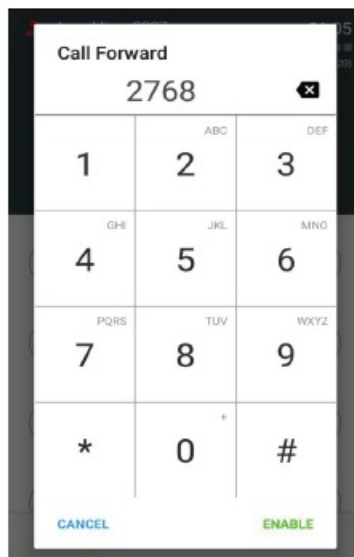 Call Forward
2768
ABC DEF
1 2 3
GHI JKL MNO
4 5 6
PQRS TUV WXYZ
7 8 9
+
* 0 #
CANCEL ENABLE